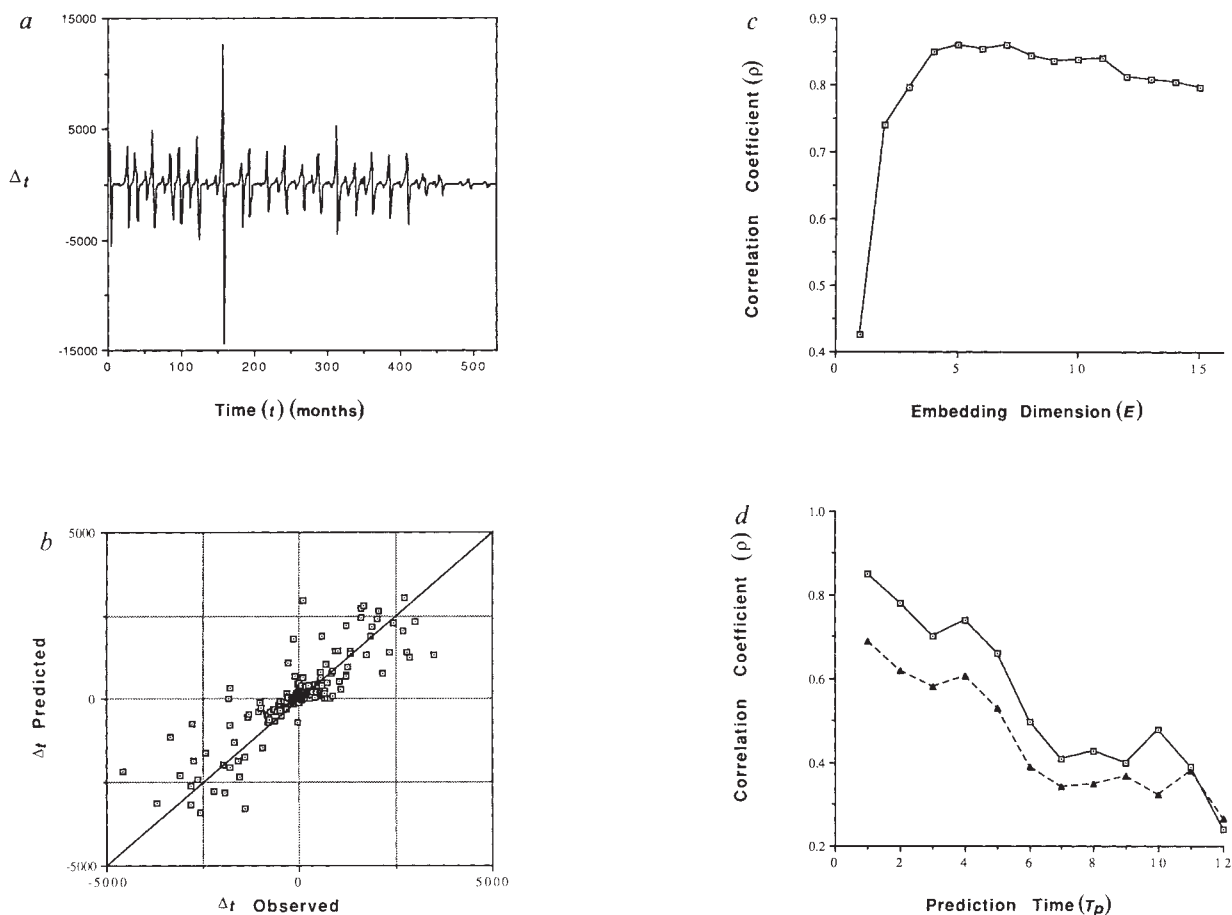 a
15000
5000
Δt
-5000
-15000
0 100 200 300 400 500
Time (t) (months)
b
5000
Δt Predicted
0
-5000
-5000 0 5000
Δt Observed
c
Correlation Coefficient (ρ)
0.9
0.8
0.7
0.6
0.5
0.4
0 5 10 15
Embedding Dimension (E)
d
Correlation Coefficient (ρ)
1.0
0.8
0.6
0.4
0.2
0 2 4 6 8 10 12
Prediction Time (Tp)